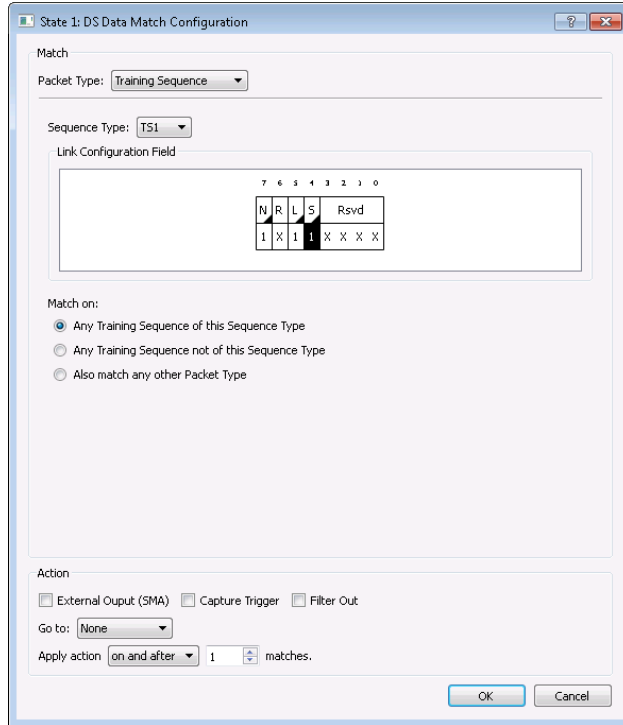 State 1: DS Data Match Configuration
Match
Packet Type: Training Sequence
Sequence Type: TS1
Link Configuration Field
7 6 5 4 3 2 1 0
N R L S Rsvd
1 X 1 1 X X X X
Match on:
Any Training Sequence of this Sequence Type
Any Training Sequence not of this Sequence Type
Also match any other Packet Type
Action
External Ouput (SMA) Capture Trigger Filter Out
Go to: None
Apply action on and after 1 matches.
OK Cancel